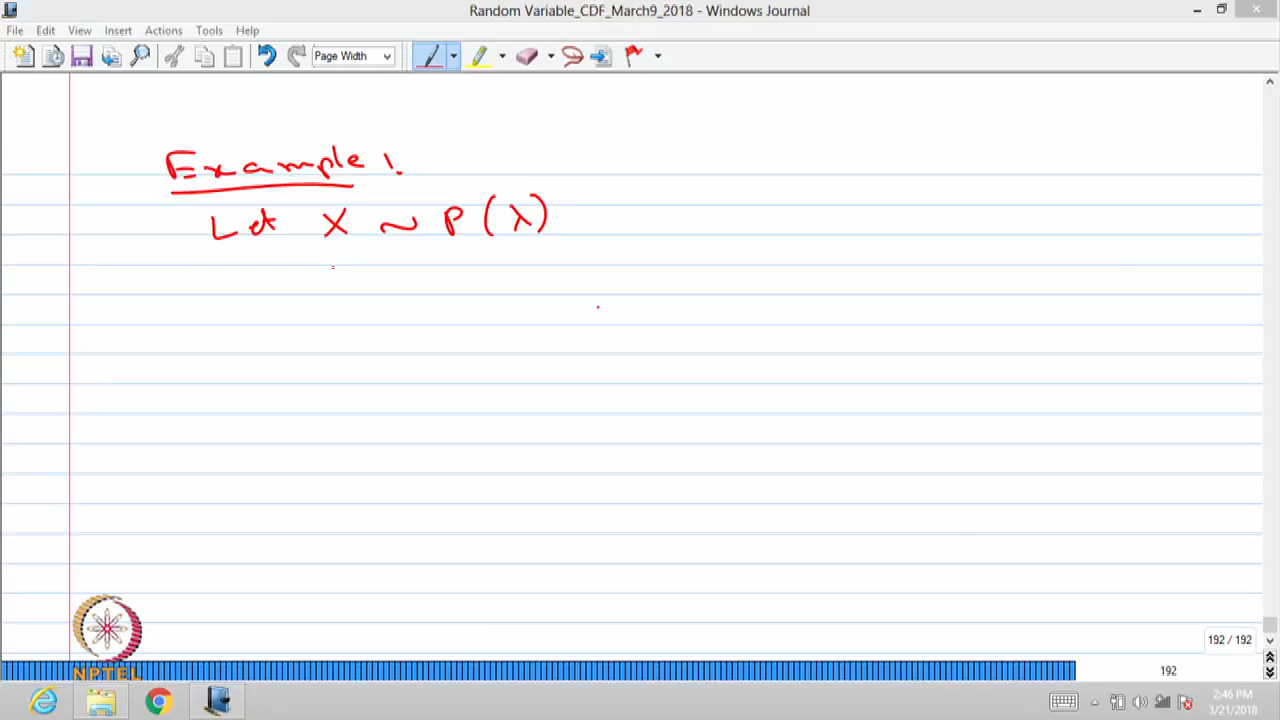 Random Variable_CDF_March9_2018 - Windows Journal
File Edit View Insert Actions Tools Help
Page Width
Example 1.
Let X ~ P (λ)
192 / 192
NPTEL
192
2:46 PM
3/21/2018